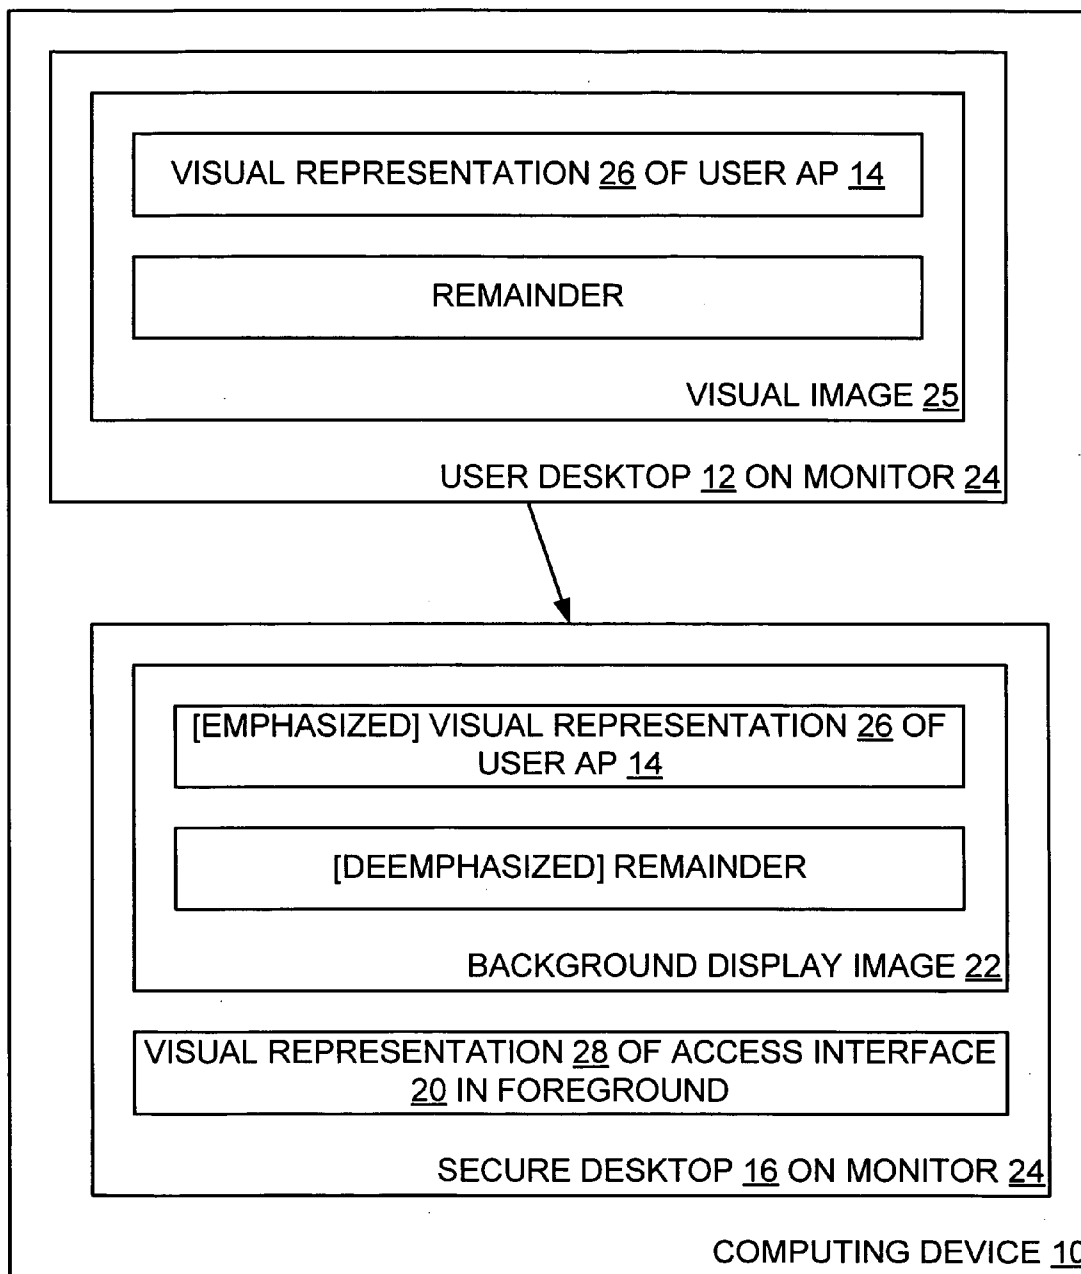 VISUAL REPRESENTATION 26 OF USER AP 14
REMAINDER
VISUAL IMAGE 25
USER DESKTOP 12 ON MONITOR 24
[EMPHASIZED] VISUAL REPRESENTATION 26 OF
USER AP 14
[DEEMPHASIZED] REMAINDER
BACKGROUND DISPLAY IMAGE 22
VISUAL REPRESENTATION 28 OF ACCESS INTERFACE
20 IN FOREGROUND
SECURE DESKTOP 16 ON MONITOR 24
COMPUTING DEVICE 10